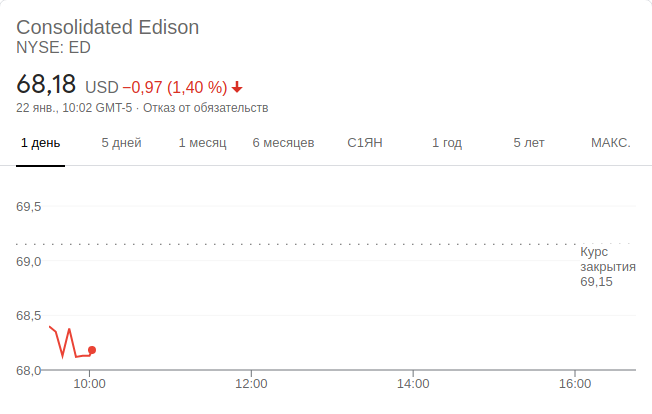 Consolidated Edison
NYSE: ED
68,18 USD −0,97 (1,40 %)
22 янв., 10:02 GMT-5 · Отказ от обязательств
1 день 5 дней 1 месяц 6 месяцев С1ЯН 1 год 5 лет МАКС.
69,5
69,0
68,5
68,0
Курс
закрытия
69,15
10:00 12:00 14:00 16:00